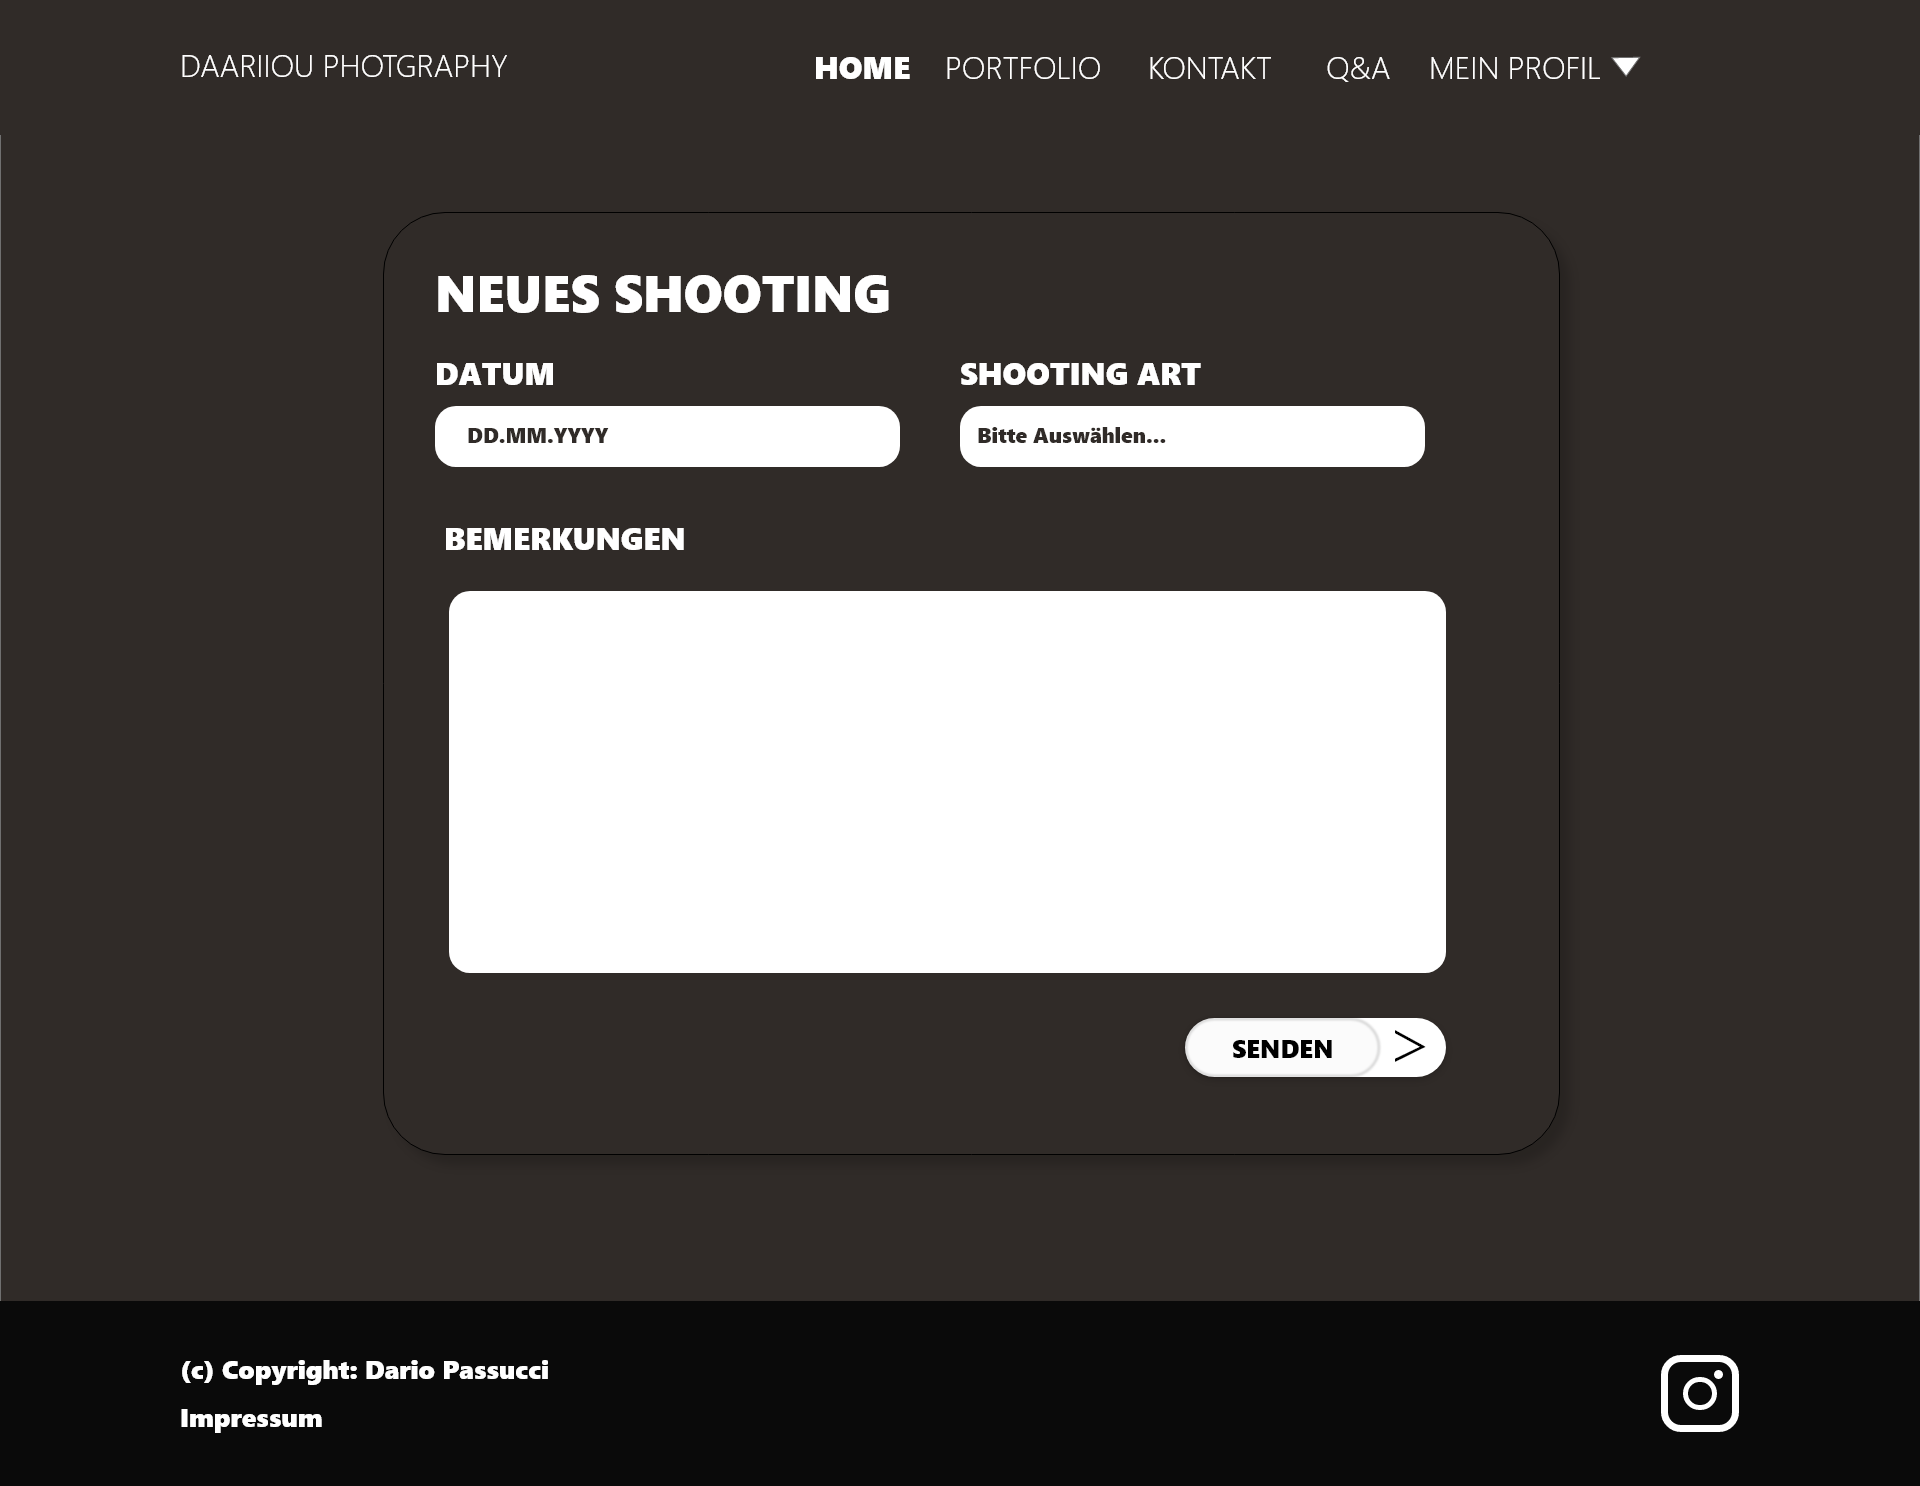 DAARIIOU PHOTGRAPHY
HOME PORTFOLIO KONTAKT Q&A MEIN PROFIL
NEUES SHOOTING
DATUM SHOOTING ART
DD.MM.YYYY Bitte Auswählen...
BEMERKUNGEN
SENDEN >
(c) Copyright: Dario Passucci
Impressum